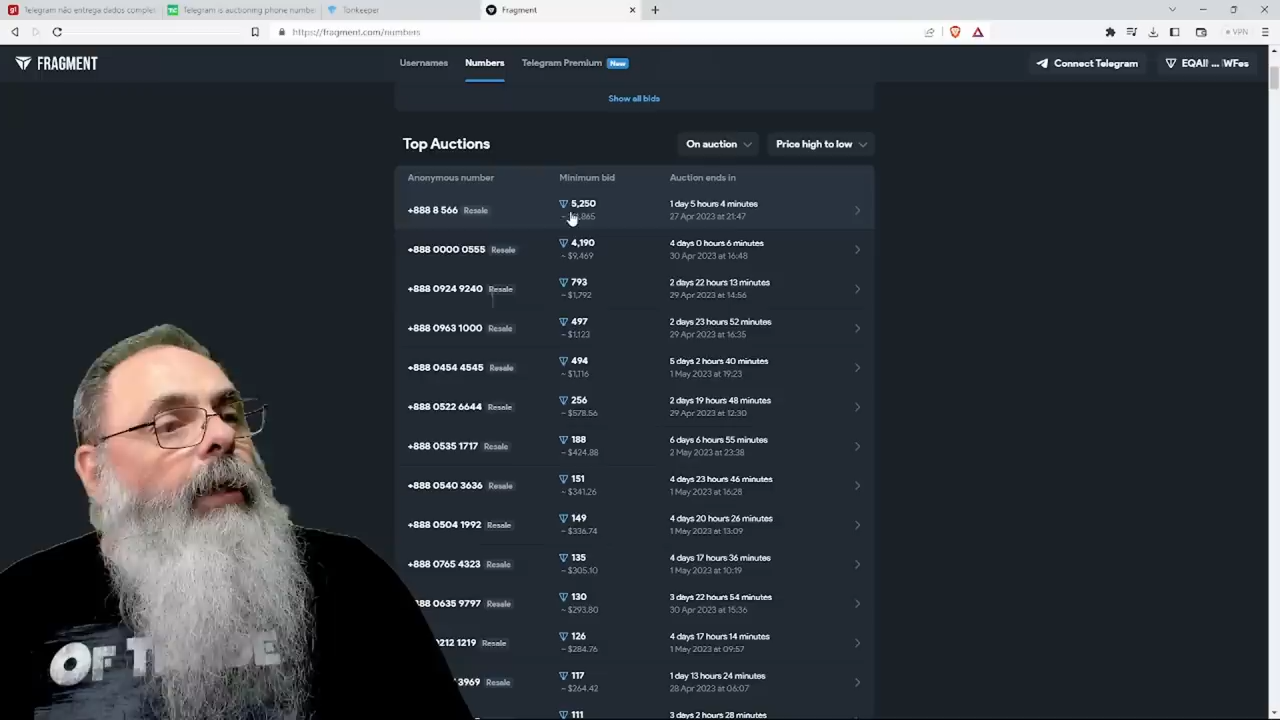 Telegram não entrega dados complet
Telegram is auctioning phone number
Tonkeeper
Fragment
https://fragment.com/numbers
VPN
FRAGMENT
Usernames
Numbers
Telegram Premium New
Connect Telegram
EQAII ... WFes
Show all bids
Top Auctions
On auction
Price high to low
Anonymous number Minimum bid Auction ends in
+888 8 566 Resale 5,250 1 day 5 hours 4 minutes
27 Apr 2023 at 21:47
+888 0000 0555 Resale 4,190 4 days 0 hours 6 minutes
~ $9,469 30 Apr 2023 at 16:48
+888 0924 9240 Resale 793 2 days 22 hours 13 minutes
~ $1,792 29 Apr 2023 at 14:56
+888 0963 1000 Resale 497 2 days 23 hours 52 minutes
~ $1,123 29 Apr 2023 at 16:35
+888 0454 4545 Resale 494 5 days 2 hours 40 minutes
~ $1,116 1 May 2023 at 19:23
+888 0522 6644 Resale 256 2 days 19 hours 48 minutes
~ $578.56 29 Apr 2023 at 12:30
+888 0535 1717 Resale 188 6 days 6 hours 55 minutes
~ $424.88 2 May 2023 at 23:38
+888 0540 3636 Resale 151 4 days 23 hours 46 minutes
~ $341.26 1 May 2023 at 16:28
+888 0504 1992 Resale 149 4 days 20 hours 26 minutes
~ $336.74 1 May 2023 at 13:09
+888 0765 4323 Resale 135 4 days 17 hours 36 minutes
~ $305.10 1 May 2023 at 10:19
0635 9797 Resale 130 3 days 22 hours 54 minutes
~ $293.80 30 Apr 2023 at 15:36
0212 1219 Resale 126 4 days 17 hours 14 minutes
~ $284.76 1 May 2023 at 09:57
3969 Resale 117 1 day 13 hours 24 minutes
~ $264.42 28 Apr 2023 at 06:07
111 3 days 2 hours 28 minutes
OF